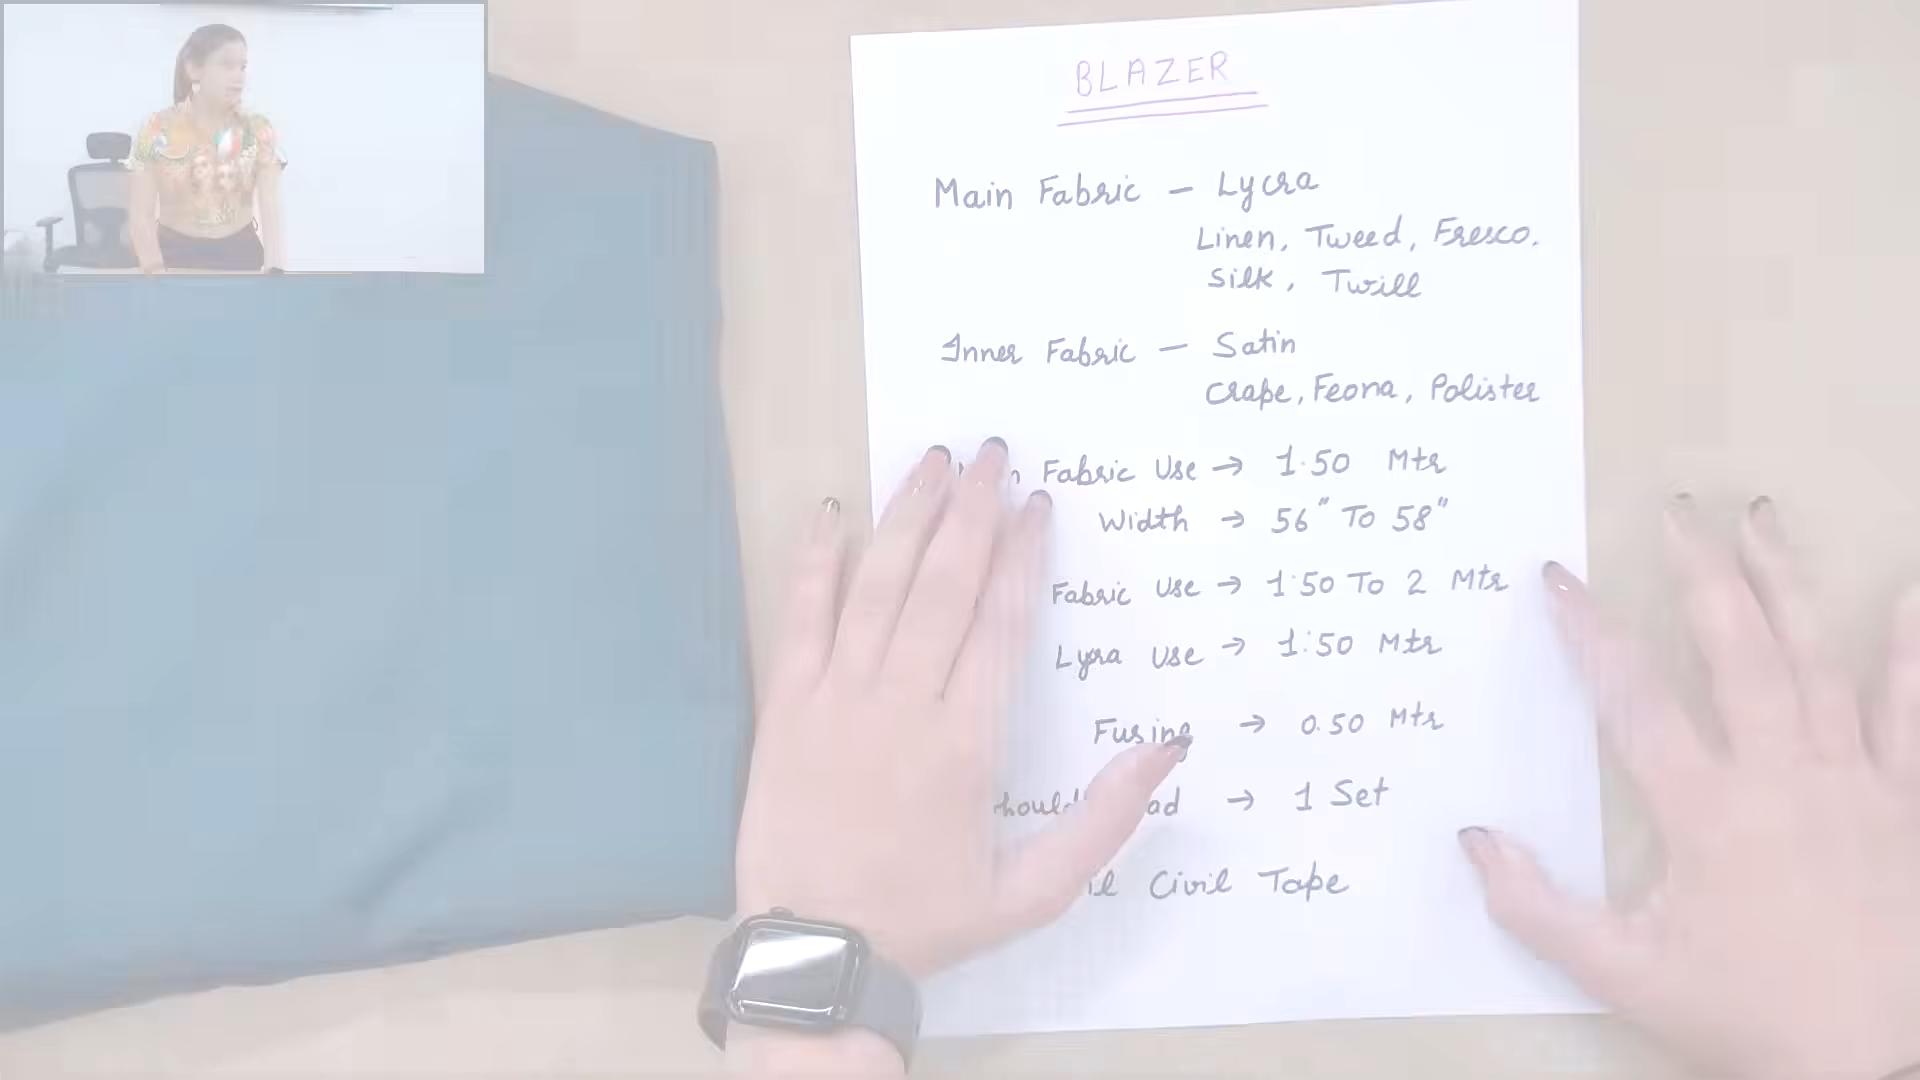 BLAZER
Main Fabric – Lycra
Linen, Tweed, Fresco.
Silk, Twill
Inner Fabric – Satin
Crape, Feona, Polister
Fabric Use → 1.50 Mtr
Width → 56" To 58"
Fabric Use → 1.50 To 2 Mtr
Lyra Use → 1.50 Mtr
Fusing → 0.50 Mtr
→ 1 Set
Civil Tape